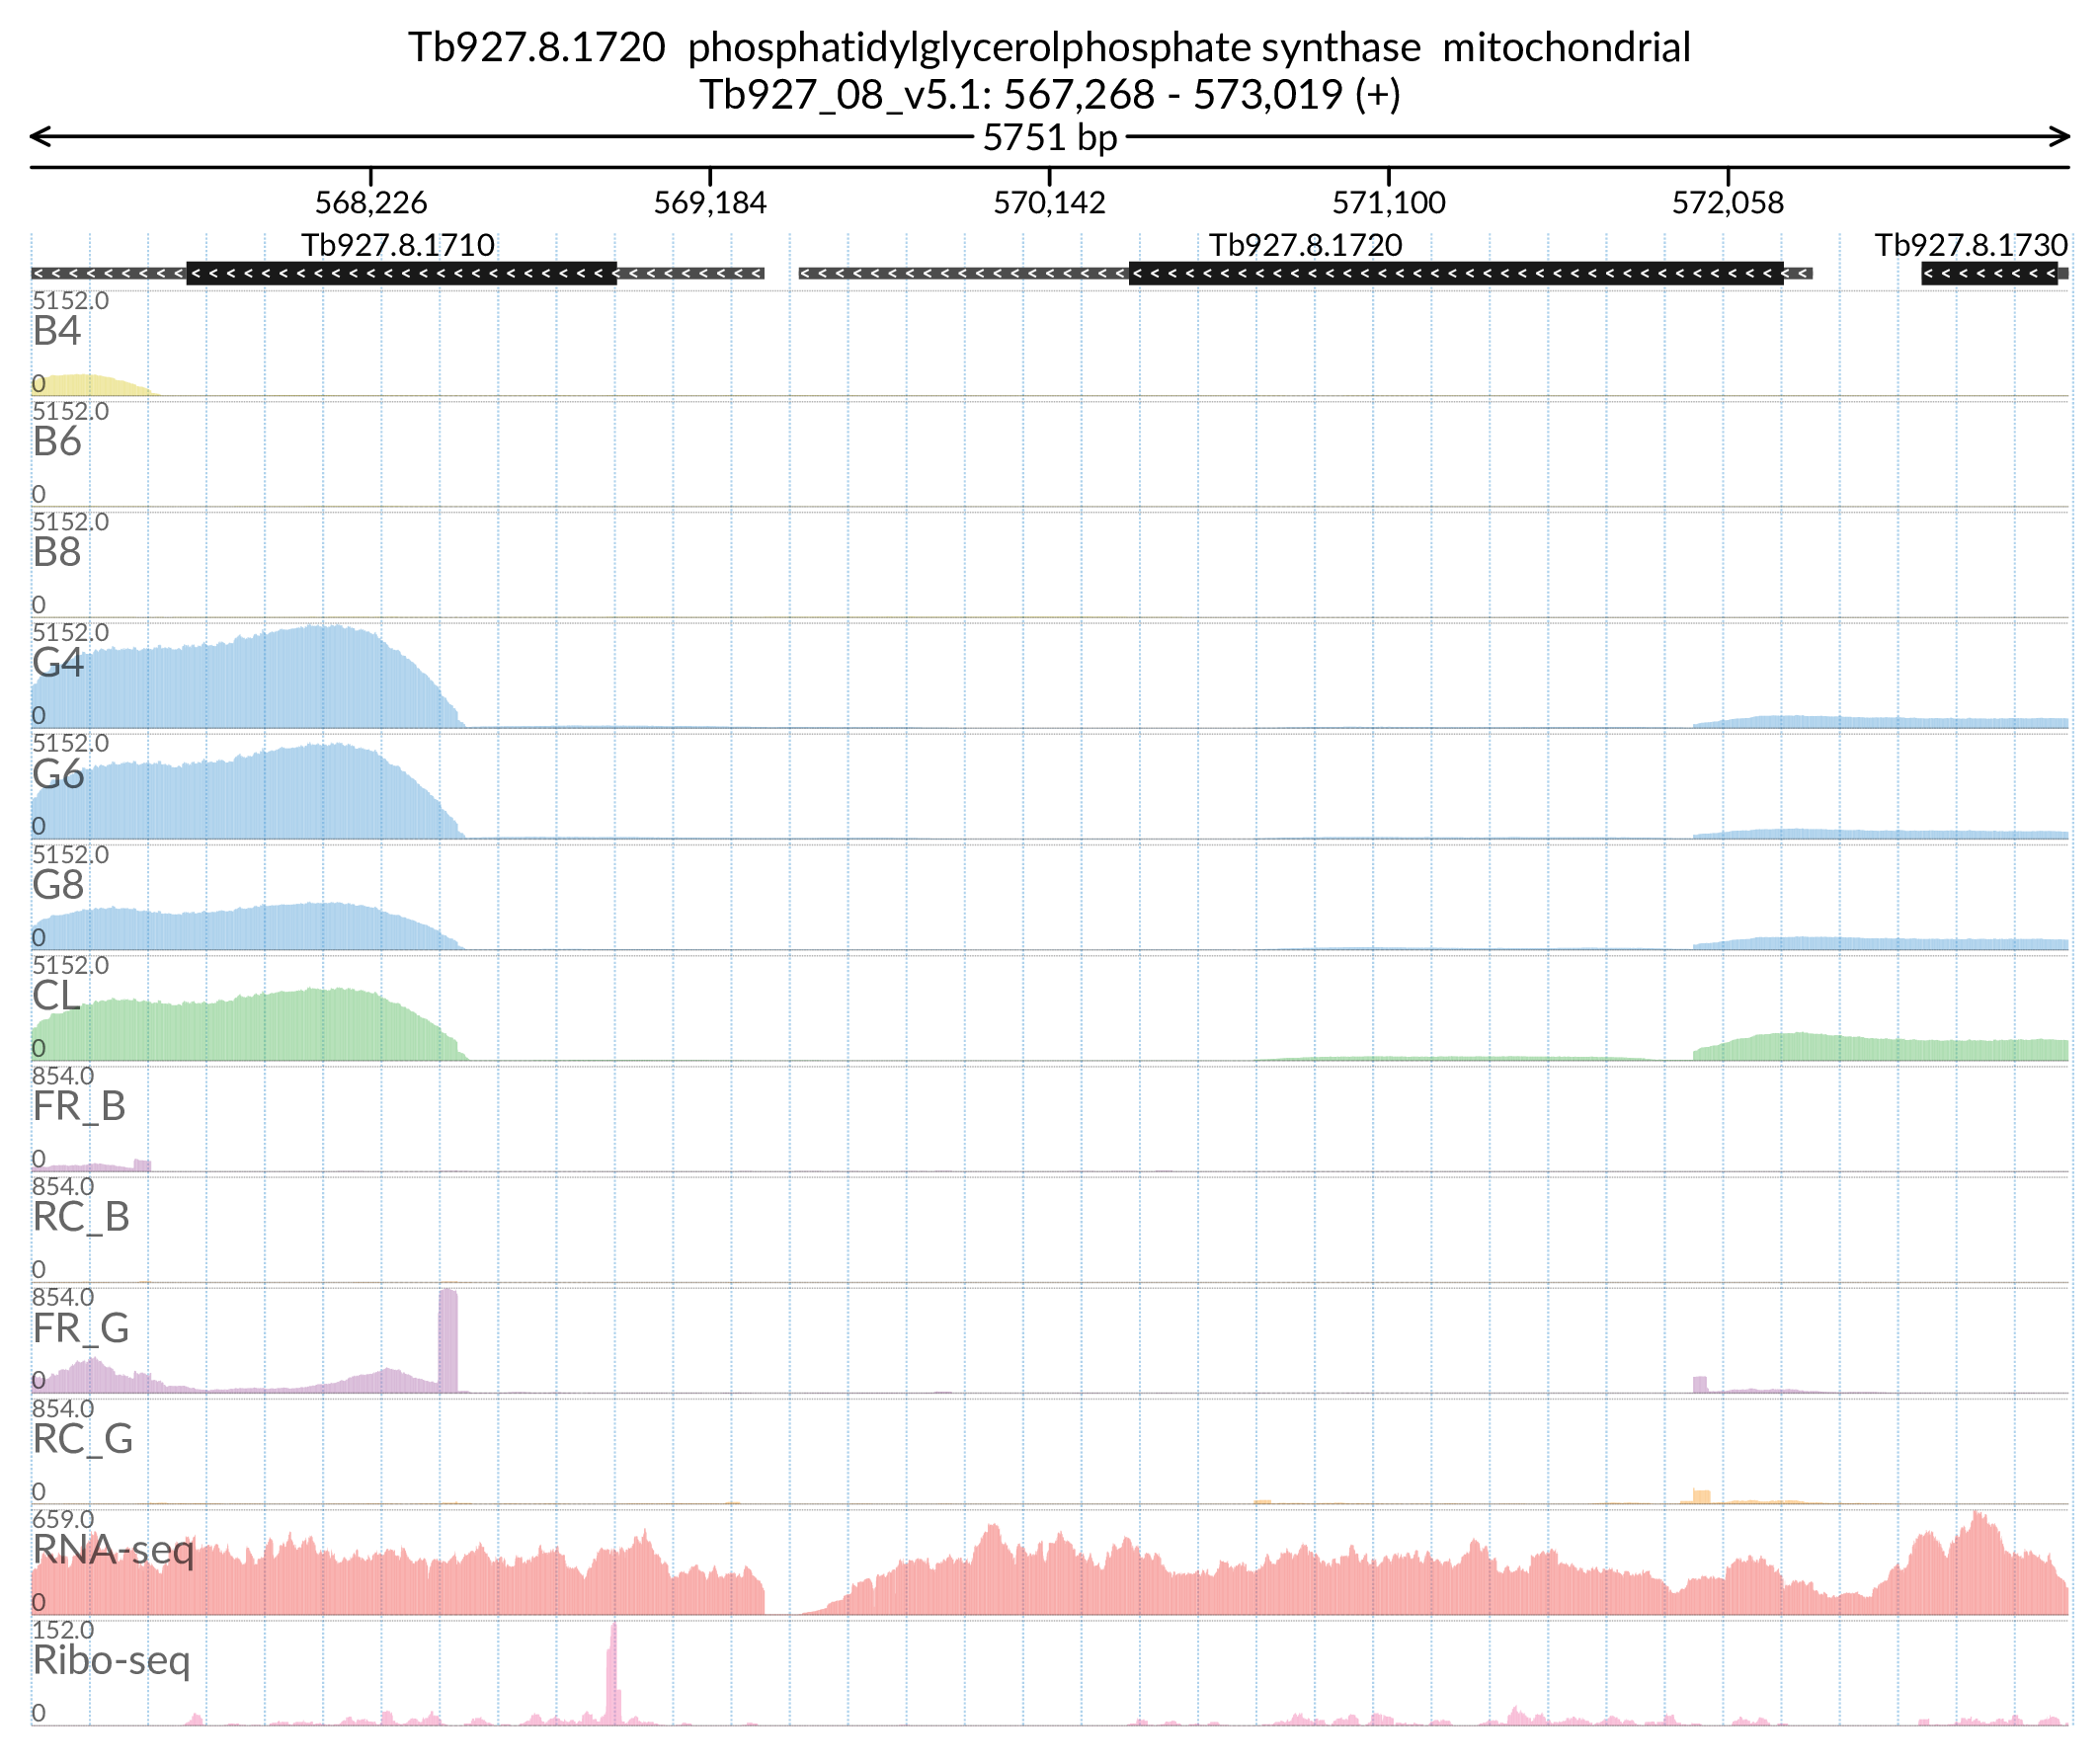 Tb927.8.1720 phosphatidylglycerolphosphate synthase mitochondrial
Tb927_08_v5.1: 567,268 - 573,019 (+)
5751 bp
568,226 569,184 570,142 571,100 572,058
Tb927.8.1710 Tb927.8.1720 Tb927.8.1730
5152.0
B4
0
5152.0
B6
0
5152.0
B8
0
5152.0
G4
0
5152.0
G6
0
5152.0
G8
0
5152.0
CL
0
854.0
FR_B
0
854.0
RC_B
0
854.0
FR_G
0
854.0
RC_G
0
659.0
RNA-seq
0
152.0
Ribo-seq
0